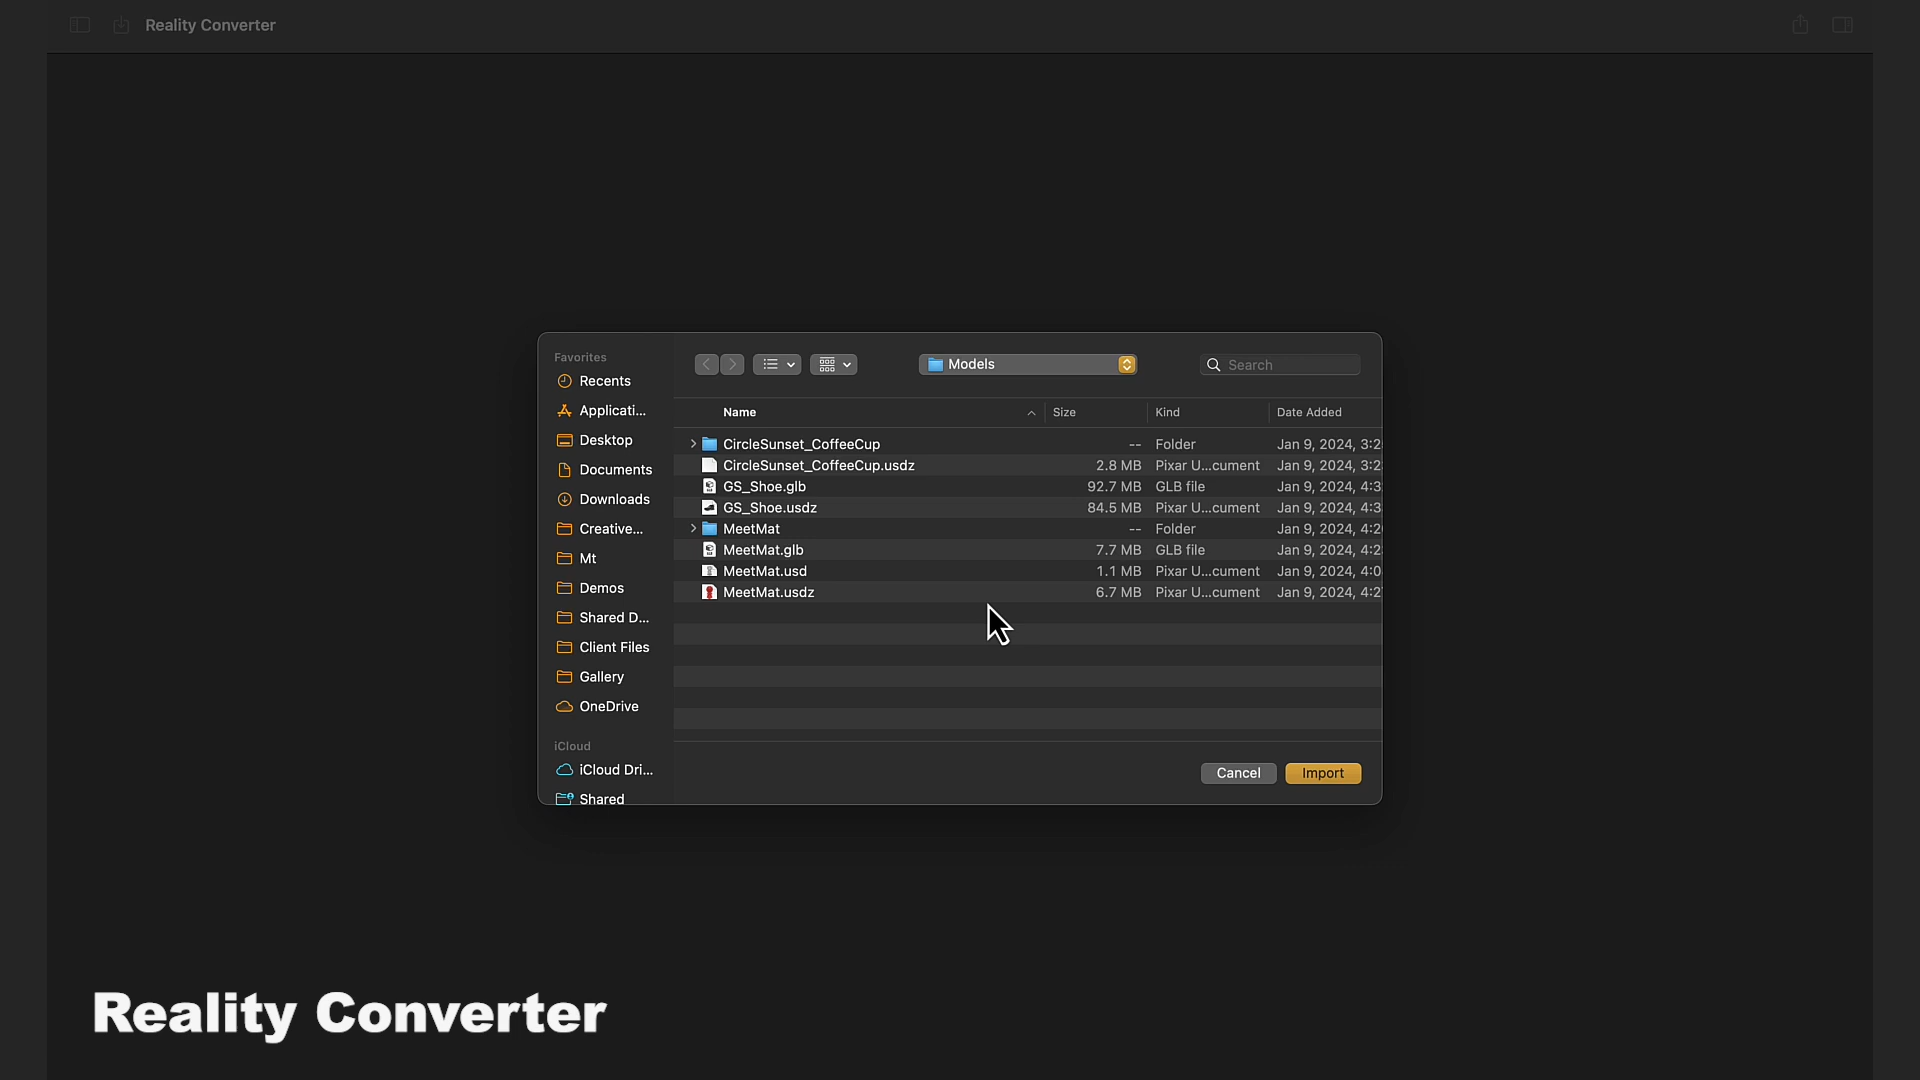 Reality Converter
Favorites
Recents
Applicati...
Desktop
Documents
Downloads
Creative...
Mt
Demos
Shared D...
Client Files
Gallery
OneDrive
iCloud
iCloud Dri...
Shared
Models
Search
Name Size Kind Date Added
CircleSunset_CoffeeCup -- Folder Jan 9, 2024, 3:2
CircleSunset_CoffeeCup.usdz 2.8 MB Pixar U...cument Jan 9, 2024, 3:2
GS_Shoe.glb 92.7 MB GLB file Jan 9, 2024, 4:3
GS_Shoe.usdz 84.5 MB Pixar U...cument Jan 9, 2024, 4:3
MeetMat -- Folder Jan 9, 2024, 4:2
MeetMat.glb 7.7 MB GLB file Jan 9, 2024, 4:2
MeetMat.usd 1.1 MB Pixar U...cument Jan 9, 2024, 4:0
MeetMat.usdz 6.7 MB Pixar U...cument Jan 9, 2024, 4:2
Cancel Import
Reality Converter